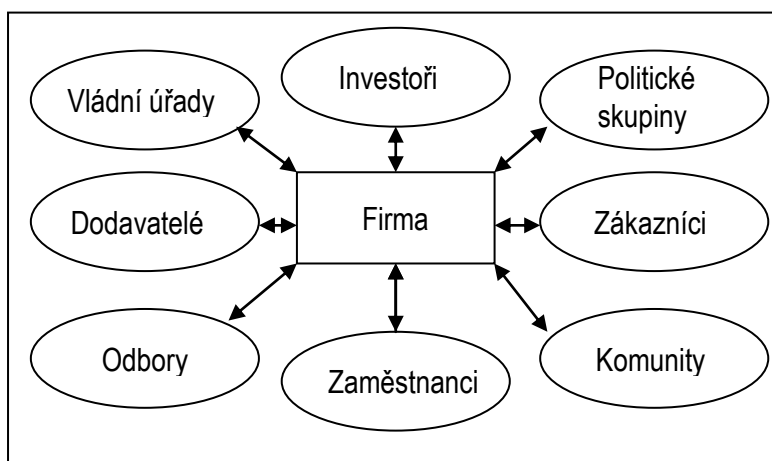 Vládní úřady
Investoři
Politické
skupiny
Dodavatelé
Firma
Zákazníci
Odbory
Zaměstnanci
Komunity